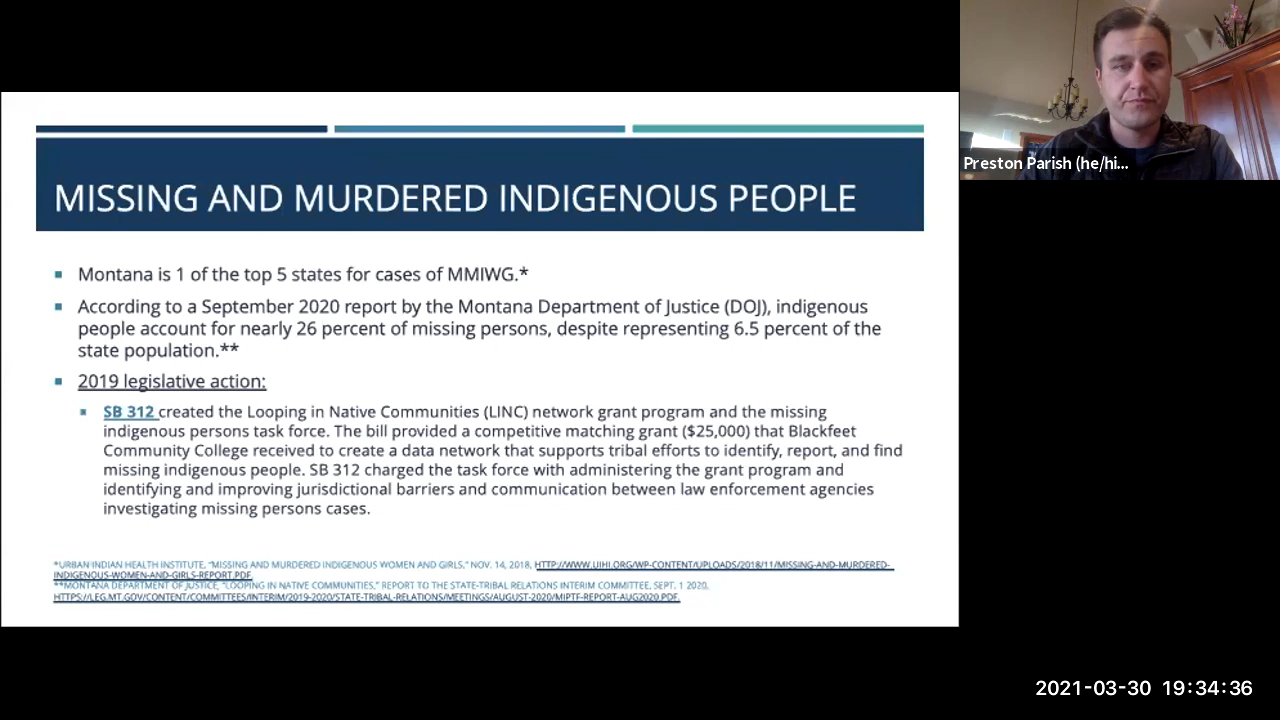 MISSING AND MURDERED INDIGENOUS PEOPLE
Montana is 1 of the top 5 states for cases of MMIWG.*
According to a September 2020 report by the Montana Department of Justice (DOJ), indigenous
people account for nearly 26 percent of missing persons, despite representing 6.5 percent of the
state population.**
2019 legislative action:
SB 312 created the Looping in Native Communities (LINC) network grant program and the missing
indigenous persons task force. The bill provided a competitive matching grant ($25,000) that Blackfeet
Community College received to create a data network that supports tribal efforts to identify, report, and find
missing indigenous people. SB 312 charged the task force with administering the grant program and
identifying and improving jurisdictional barriers and communication between law enforcement agencies
investigating missing persons cases.
*URBAN INDIAN HEALTH INSTITUTE, "MISSING AND MURDERED INDIGENOUS WOMEN AND GIRLS," NOV. 14, 2018, HTTP://WWW.UIHI.ORG/WP-CONTENT/UPLOADS/2018/11/MISSING-AND-MURDERED-
INDIGENOUS-WOMEN-AND-GIRLS-REPORT.PDF.
**MONTANA DEPARTMENT OF JUSTICE, "LOOPING IN NATIVE COMMUNITIES," REPORT TO THE STATE-TRIBAL RELATIONS INTERIM COMMITTEE, SEPT. 1 2020,
HTTPS://LEG.MT.GOV/CONTENT/COMMITTEES/INTERIM/2019-2020/STATE-TRIBAL-RELATIONS/MEETINGS/AUGUST-2020/MIPTF-REPORT-AUG2020.PDF.
Preston Parish (he/hi...
2021-03-30 19:34:36